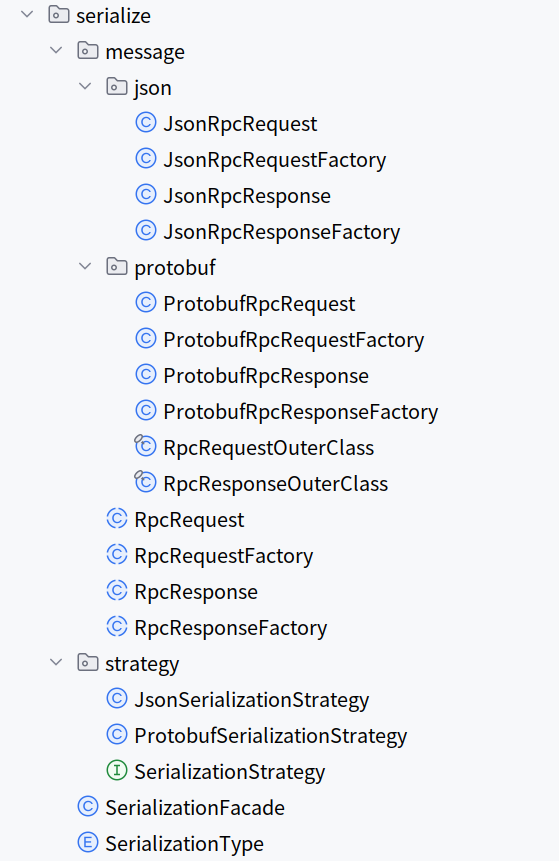 serialize
message
json
C JsonRpcRequest
C JsonRpcRequestFactory
C JsonRpcResponse
C JsonRpcResponseFactory
protobuf
C ProtobufRpcRequest
C ProtobufRpcRequestFactory
C ProtobufRpcResponse
C ProtobufRpcResponseFactory
C RpcRequestOuterClass
C RpcResponseOuterClass
C RpcRequest
C RpcRequestFactory
C RpcResponse
C RpcResponseFactory
strategy
C JsonSerializationStrategy
C ProtobufSerializationStrategy
I SerializationStrategy
C SerializationFacade
E SerializationType